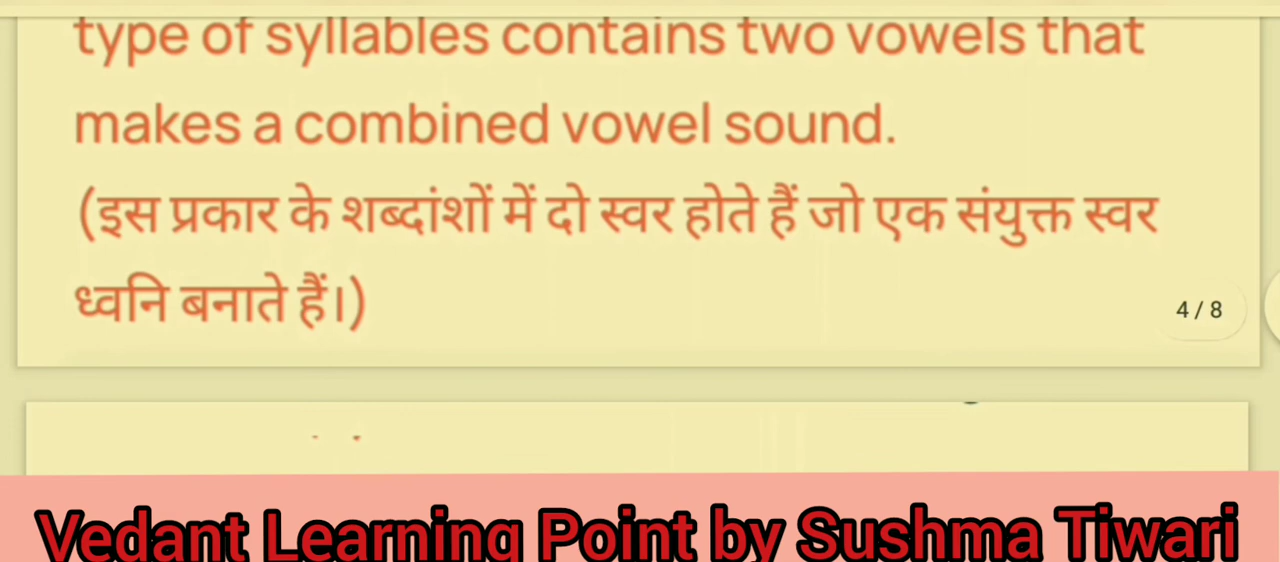 type of syllables contains two vowels that
makes a combined vowel sound.
(इस प्रकार के शब्दांशों में दो स्वर होते हैं जो एक संयुक्त स्वर
ध्वनि बनाते हैं।)
4 / 8
Vedant Learning Point by Sushma Tiwari